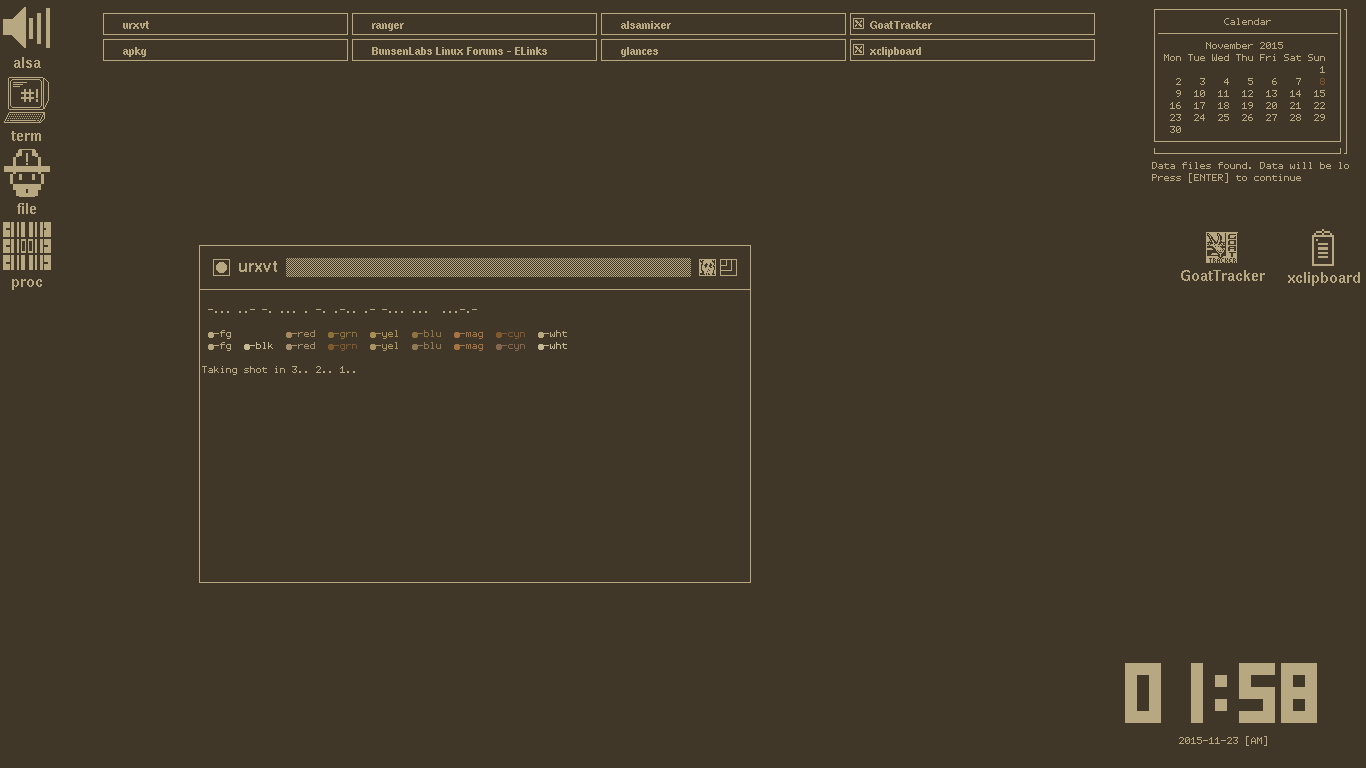 alsa
#!
term
file
proc
urxvt
ranger
alsamixer
GoatTracker
apkg
BunsenLabs Linux Forums - ELinks
glances
xclipboard
Calendar
November 2015
Mon Tue Wed Thu Fri Sat Sun
1
2 3 4 5 6 7 8
9 10 11 12 13 14 15
16 17 18 19 20 21 22
23 24 25 26 27 28 29
30
Data files found. Data will be lo
Press [ENTER] to continue
GOAT
TRACKER
GoatTracker
xclipboard
urxvt
-... ..- -. ... . -. .-.. .- -... ... ...-.-
●-fg ●-red ●-grn ●-yel ●-blu ●-mag ●-cyn ●-wht
●-fg ●-blk ●-red ●-grn ●-yel ●-blu ●-mag ●-cyn ●-wht
Taking shot in 3.. 2.. 1..
01:58
2015-11-23 [AM]